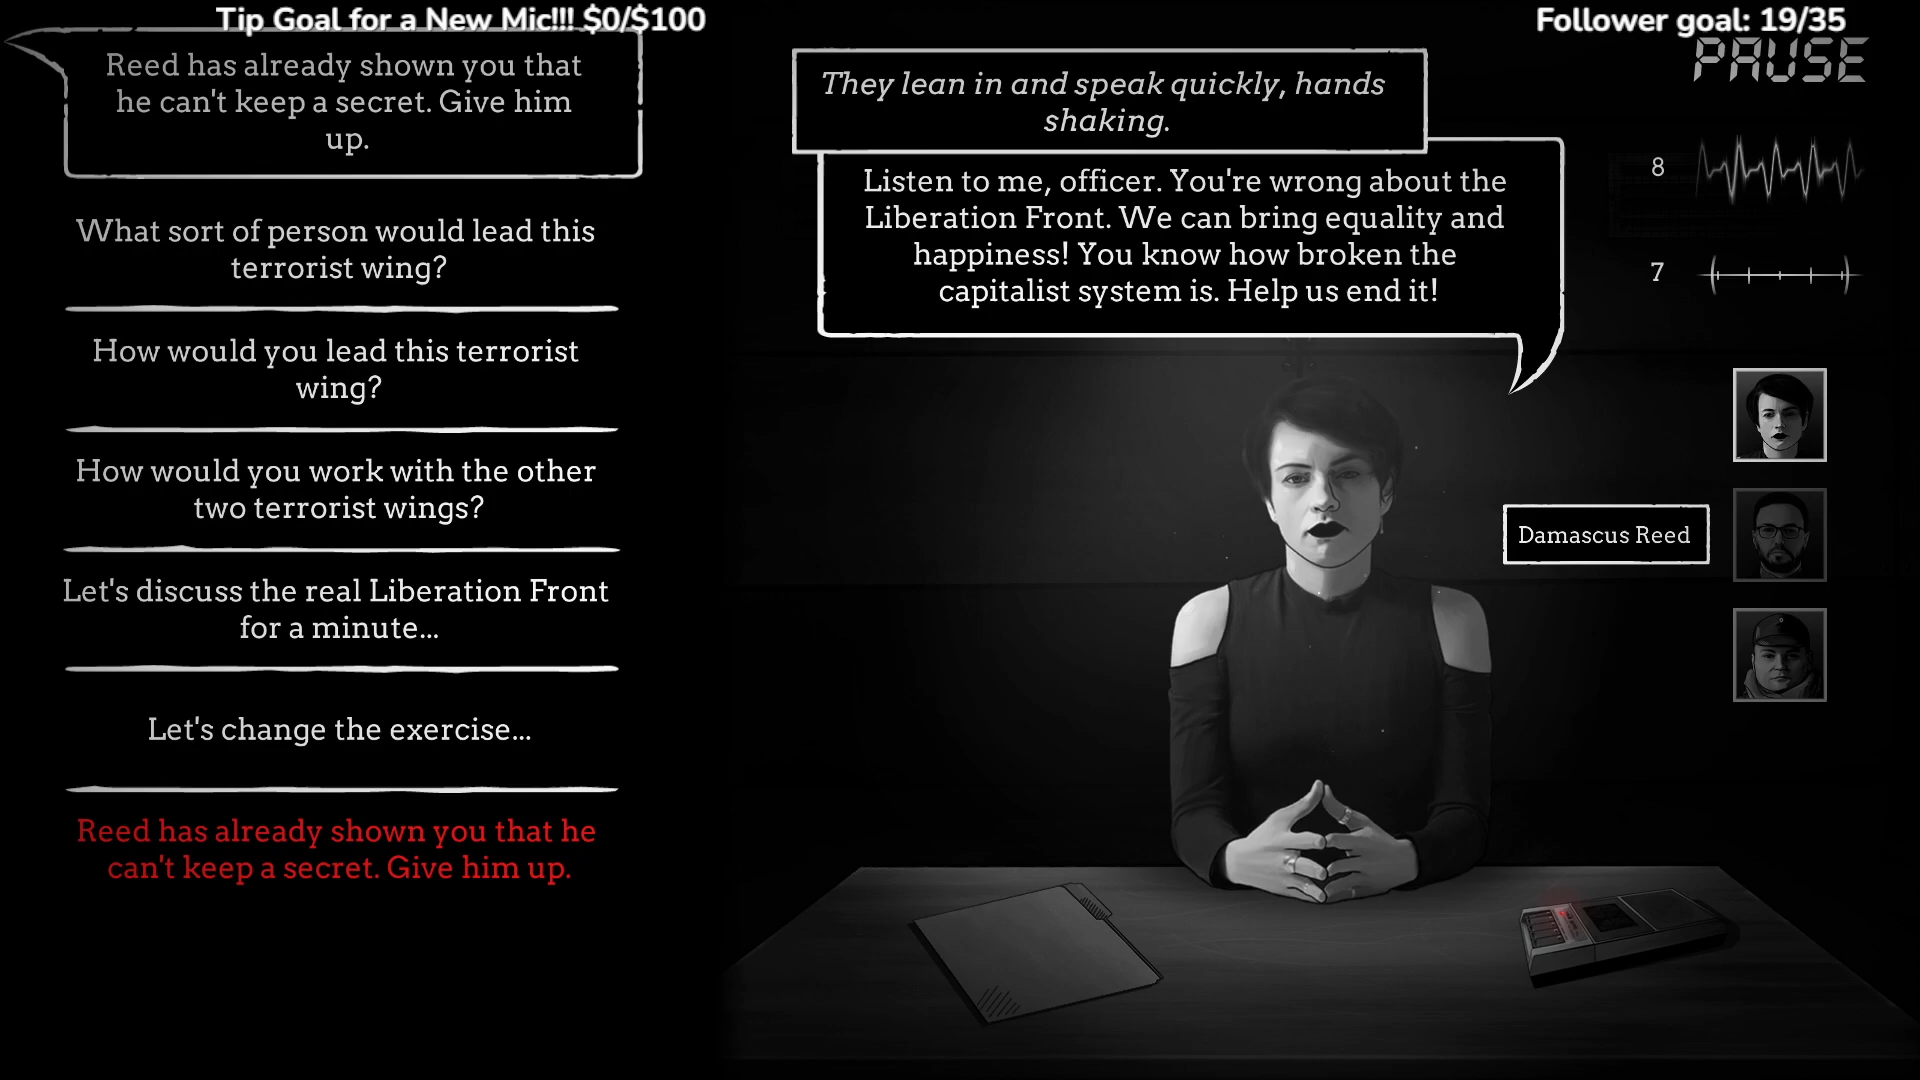 Tip Goal for a New Mic!!! $0/$100
Follower goal: 19/35
PAUSE
Reed has already shown you that
he can't keep a secret. Give him
up.
They lean in and speak quickly, hands
shaking.
Listen to me, officer. You're wrong about the
Liberation Front. We can bring equality and
happiness! You know how broken the
capitalist system is. Help us end it!
8
7
What sort of person would lead this
terrorist wing?
How would you lead this terrorist
wing?
How would you work with the other
two terrorist wings?
Let's discuss the real Liberation Front
for a minute...
Let's change the exercise...
Reed has already shown you that he
can't keep a secret. Give him up.
Damascus Reed